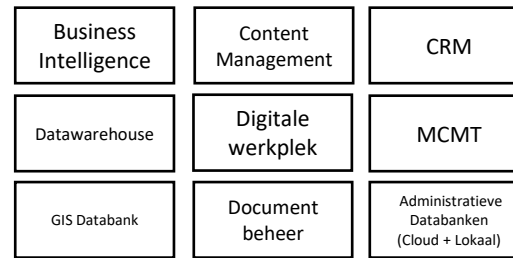 Business
Intelligence
Content
Management
CRM
Datawarehouse
Digitale
werkplek
MCMT
GIS Databank
Document
beheer
Administratieve
Databanken
(Cloud + Lokaal)